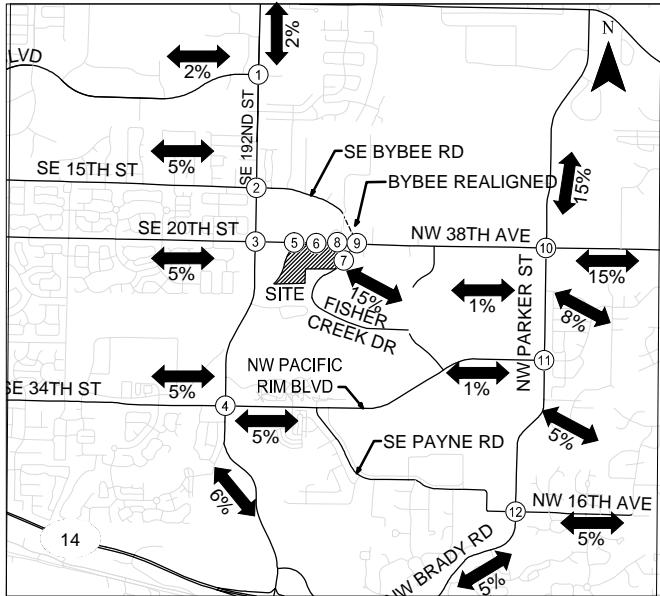 2%
N
LVD
2%
1
SE 192ND ST
5%
SE BYBEE RD
SE 15TH ST
2
BYBEE REALIGNED
15%
SE 20TH ST
3
5
6
8
9
NW 38TH AVE
10
5%
7
15%
SITE
15%
1%
8%
FISHER
CREEK DR
NW PARKER ST
NW PACIFIC
RIM BLVD
11
5%
1%
SE 34TH ST
4
5%
5%
SE PAYNE RD
6%
NW 16TH AVE
12
14
5%
NW BRADY RD
5%